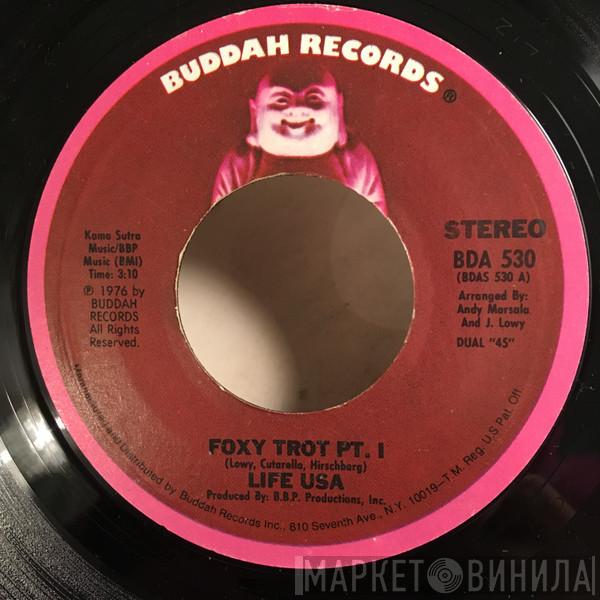 BUDDAH RECORDS®
Kama Sutra
Music/BBP
Music (BMI)
Time: 3:10
℗ 1976 by
BUDDAH
RECORDS
All Rights
Reserved.
STEREO
BDA 530
(BDAS 530 A)
Arranged By:
Andy Marsala
And J. Lowy
DUAL "45"
FOXY TROT PT. I
(Lowy, Cutarella, Hirschbarg)
LIFE USA
Produced By: B.B.P. Productions, Inc.
Manufactured and Distributed by Buddah Records Inc., 810 Seventh Ave., N.Y. 10019—T.M. Reg. U.S. Pat. Off.
МАРКЕТ ВИНИЛА